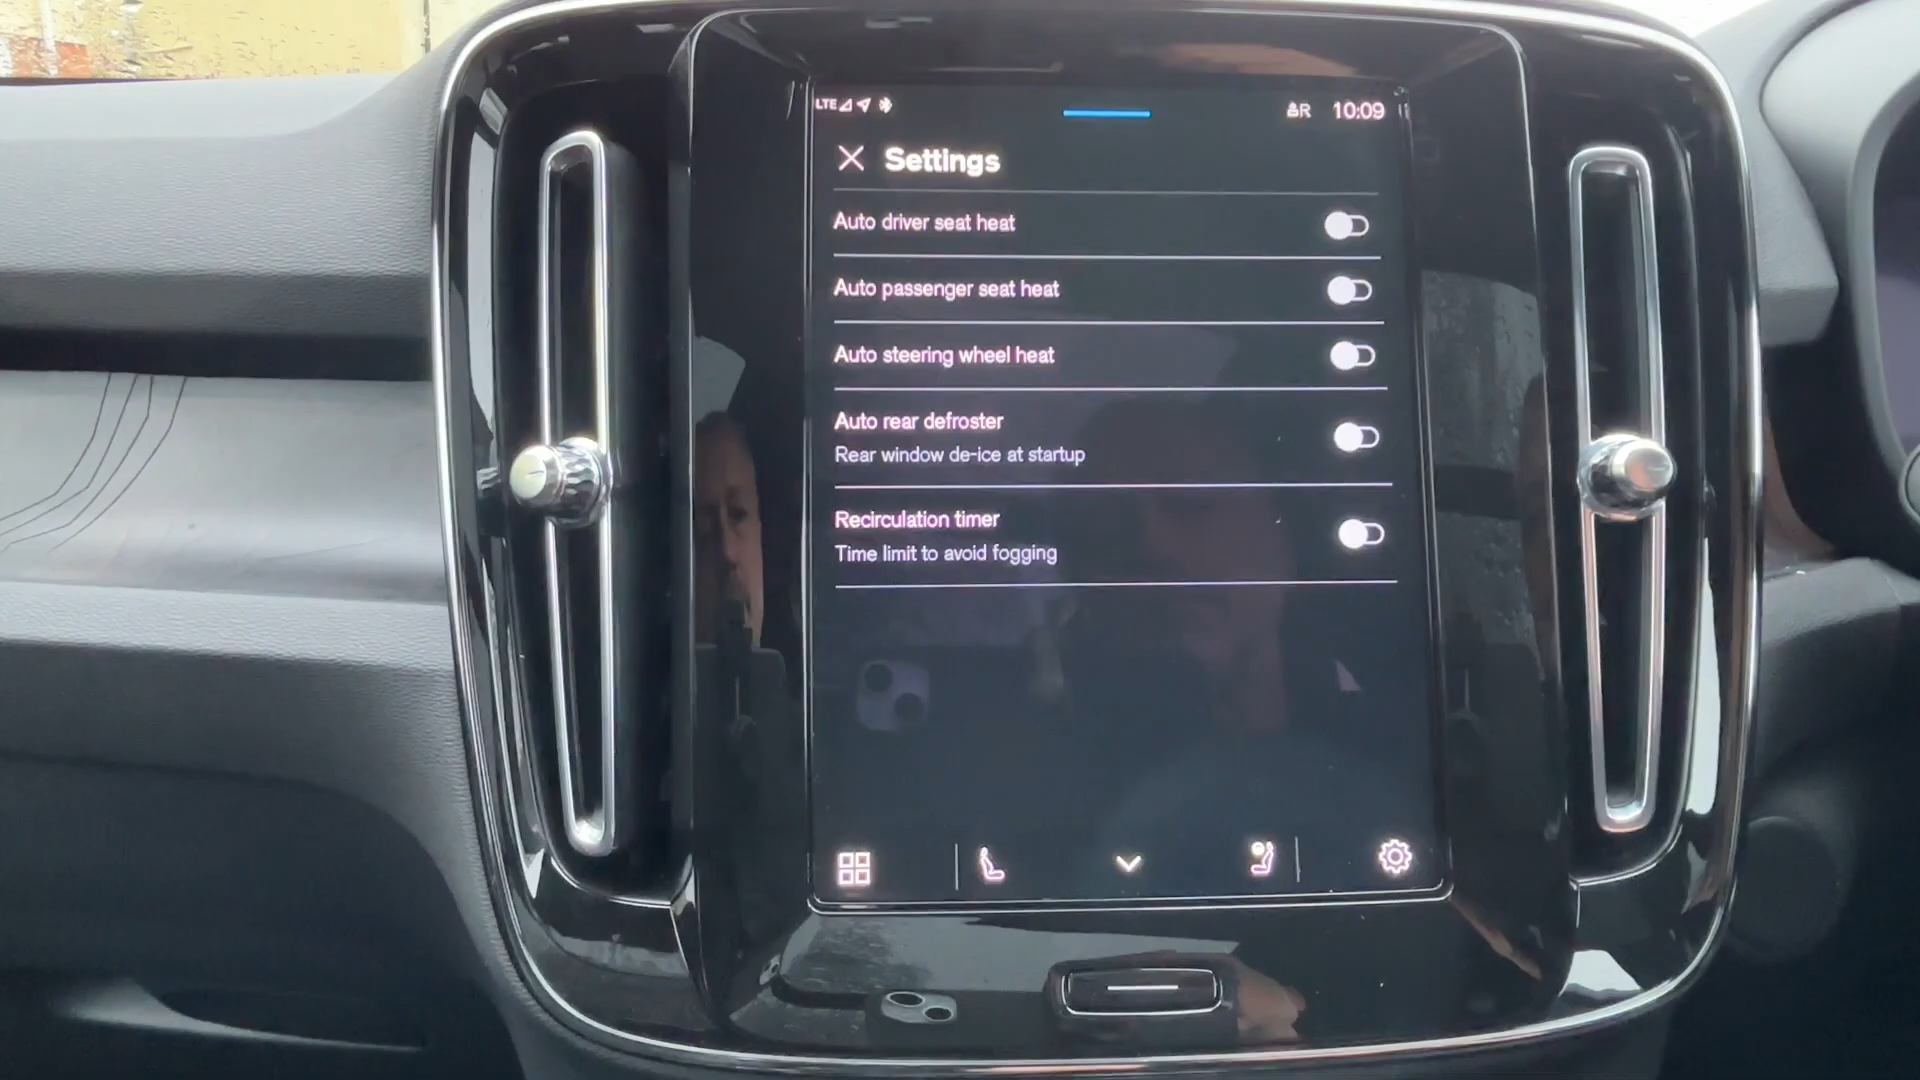 LTE
R 10:09
Settings
Auto driver seat heat
Auto passenger seat heat
Auto steering wheel heat
Auto rear defroster
Rear window de-ice at startup
Recirculation timer
Time limit to avoid fogging